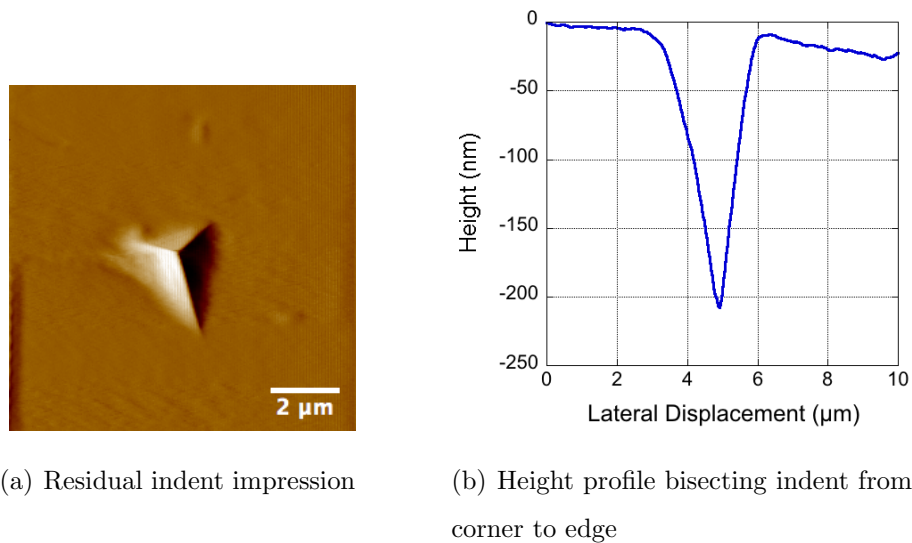 2 μm
0
-50
-100
-150
-200
-250
Height (nm)
0 2 4 6 8 10
Lateral Displacement (μm)
(a) Residual indent impression
(b) Height profile bisecting indent from
corner to edge